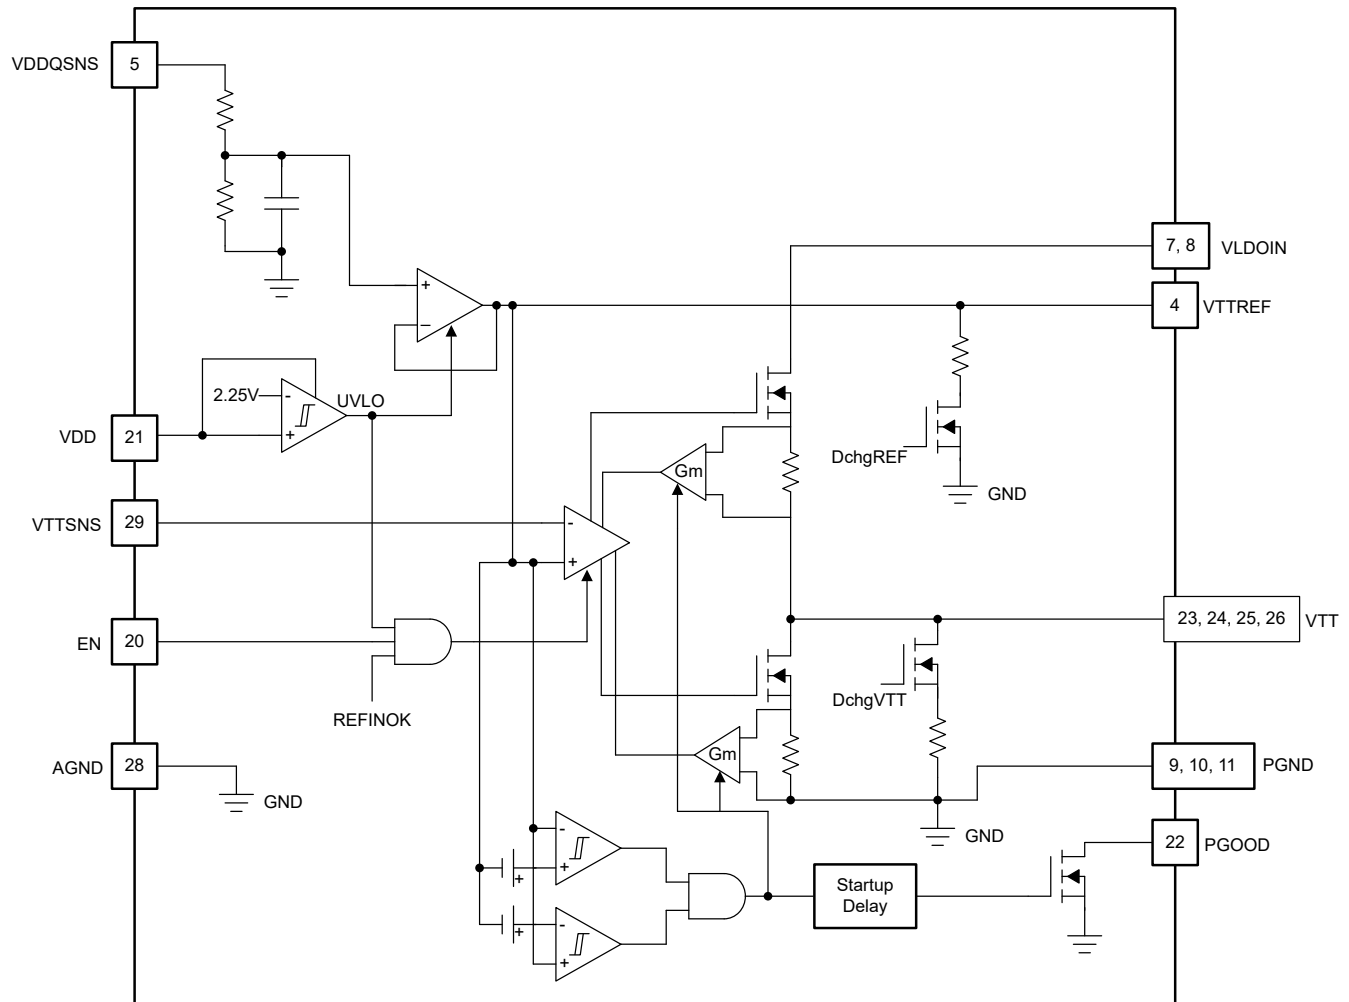 VDDQSNS
5
7, 8
VLDOIN
+
–
4
VTTREF
2.25V
-
+
UVLO
VDD
21
DchgREF
GND
Gm
VTTSNS
29
-
+
23, 24, 25, 26
VTT
EN
20
DchgVTT
REFINOK
Gm
AGND
28
GND
9, 10, 11
PGND
GND
22
PGOOD
-
+
+
Startup
Delay
-
+
+